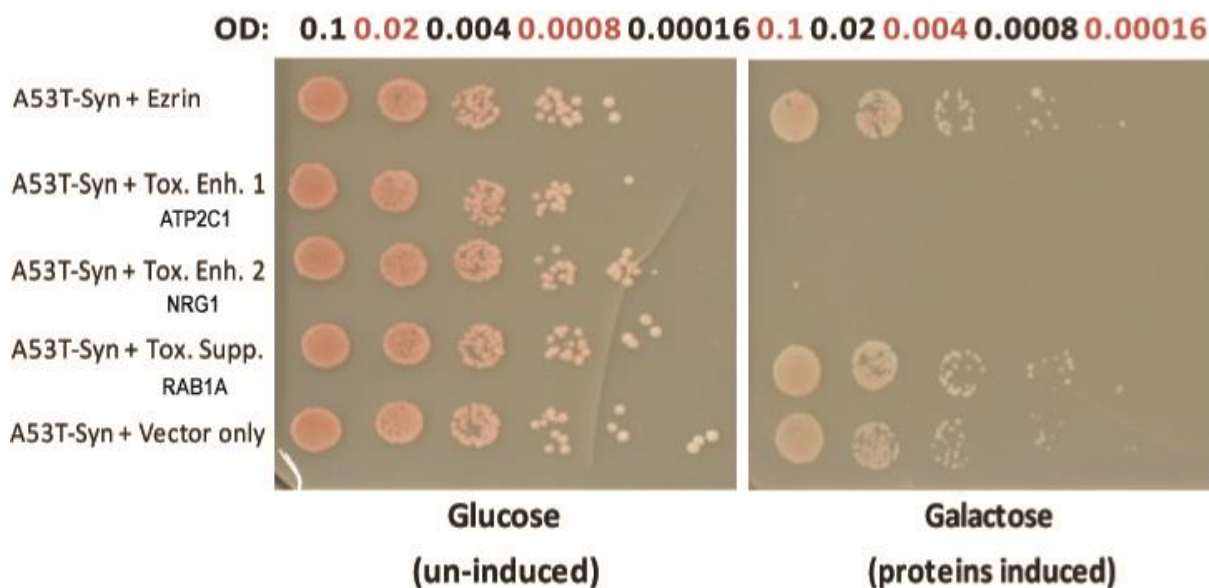 OD: 0.1 0.02 0.004 0.0008 0.00016 0.1 0.02 0.004 0.0008 0.00016
A53T-Syn + Ezrin
A53T-Syn + Tox. Enh. 1
ATP2C1
A53T-Syn + Tox. Enh. 2
NRG1
A53T-Syn + Tox. Supp.
RAB1A
A53T-Syn + Vector only
Glucose
(un-induced)
Galactose
(proteins induced)